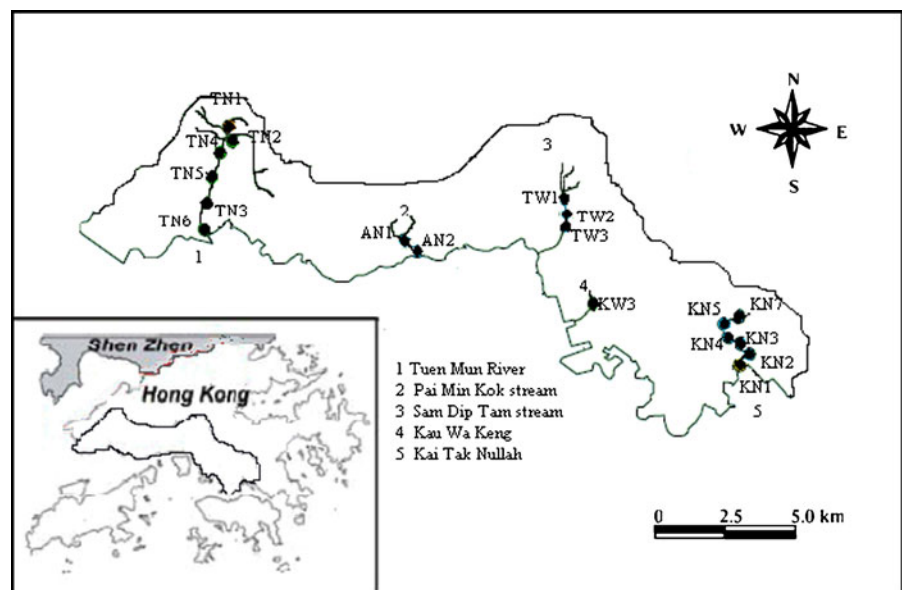 N
W E
S
TN1
TN2
TN4
TN5
TN3
TN6
1
2
AN1
AN2
3
TW1
TW2
TW3
4
KW3
KN5
KN7
KN4
KN3
KN2
KN1
5
Shen Zhen
Hong Kong
1 Tuen Mun River
2 Pai Min Kok stream
3 Sam Dip Tam stream
4 Kau Wa Keng
5 Kai Tak Nullah
0 2.5 5.0 km